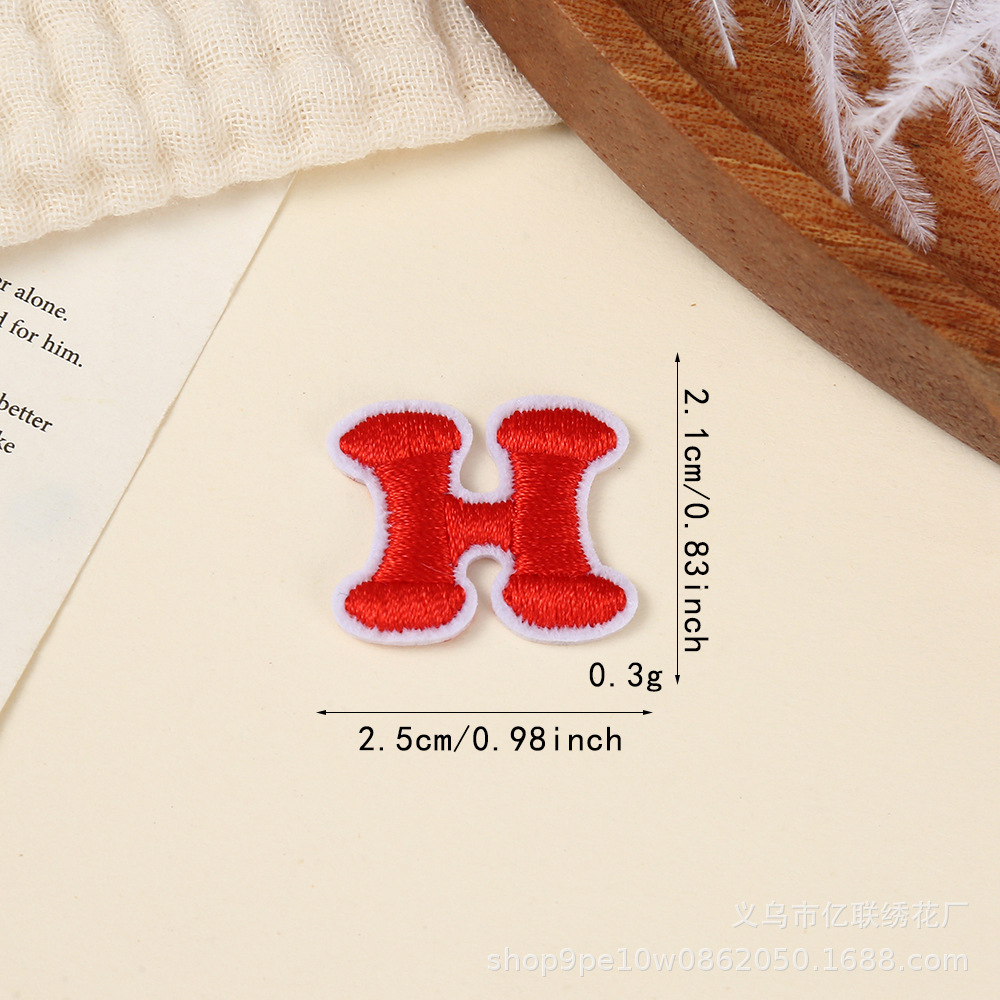 r alone.
d for him.
better
ke
H
2.1cm/0.83inch
0.3g
2.5cm/0.98inch
义乌市亿联绣花厂
shop9pe10w0862050.1688.com